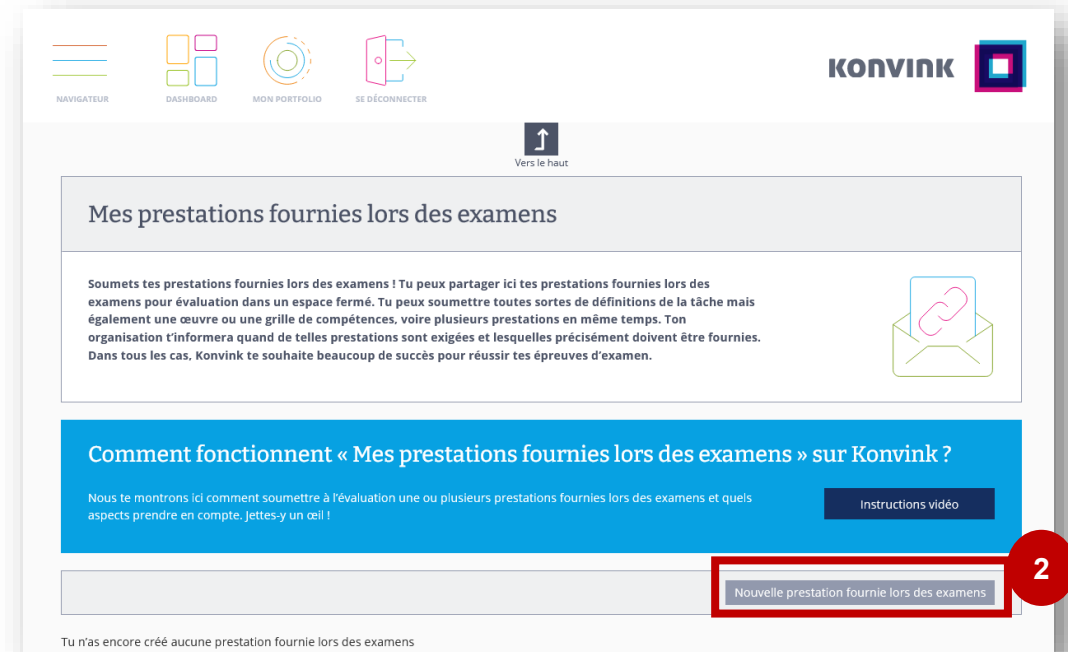 NAVIGATEUR
DASHBOARD
MON PORTFOLIO
SE DÉCONNECTER
KONVINK
Vers le haut
Mes prestations fournies lors des examens
Soumets tes prestations fournies lors des examens ! Tu peux partager ici tes prestations fournies lors des
examens pour évaluation dans un espace fermé. Tu peux soumettre toutes sortes de définitions de la tâche mais
également une œuvre ou une grille de compétences, voire plusieurs prestations en même temps. Ton
organisation t’informera quand de telles prestations sont exigées et lesquelles précisément doivent être fournies.
Dans tous les cas, Konvink te souhaite beaucoup de succès pour réussir tes épreuves d’examen.
Comment fonctionnent « Mes prestations fournies lors des examens » sur Konvink ?
Nous te montrons ici comment soumettre à l’évaluation une ou plusieurs prestations fournies lors des examens et quels
aspects prendre en compte. Jettes-y un œil !
Instructions vidéo
2
Nouvelle prestation fournie lors des examens
Tu n’as encore créé aucune prestation fournie lors des examens